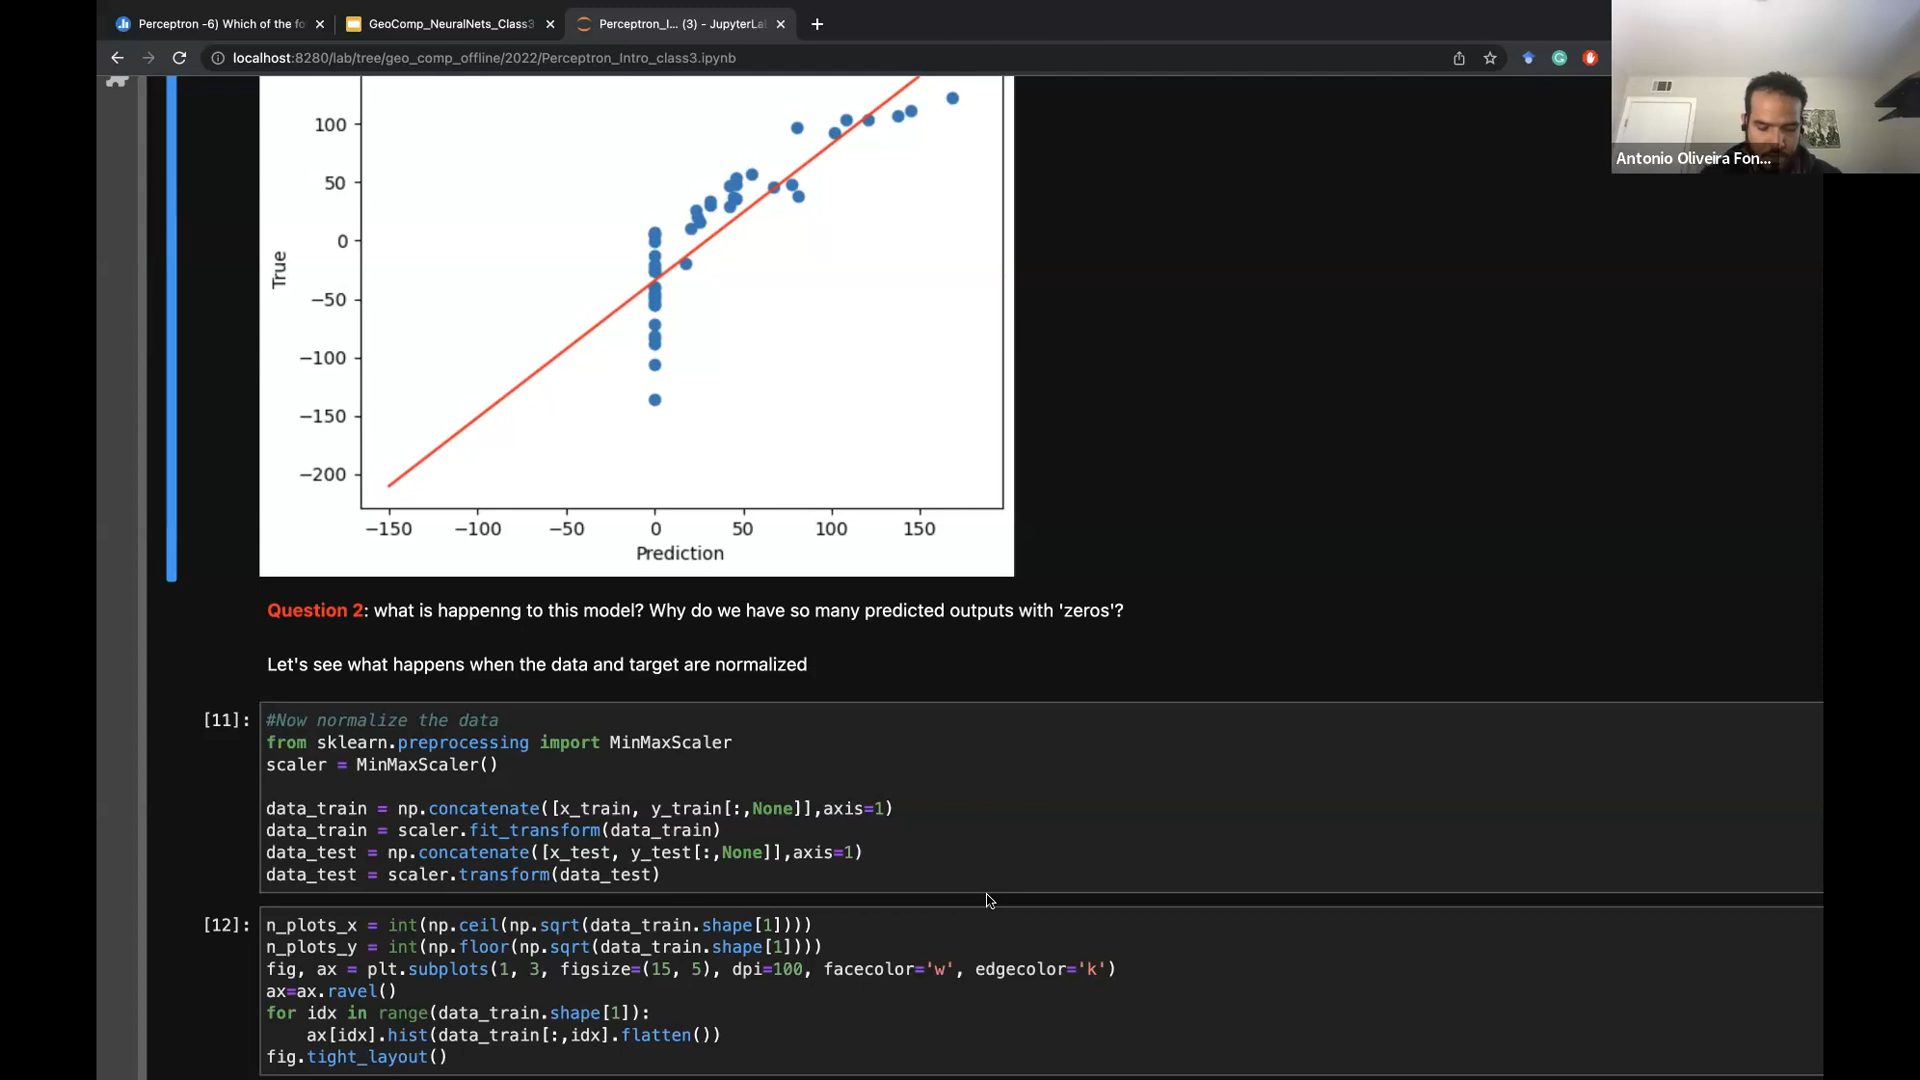 Perceptron -6) Which of the fo
GeoComp_NeuralNets_Class3
Perceptron_I... (3) - JupyterLa
localhost:8280/lab/tree/geo_comp_offline/2022/Perceptron_Intro_class3.ipynb
Antonio Oliveira Fon...
100
50
0
−50
−100
−150
−200
True
−150 −100 −50 0 50 100 150
Prediction
Question 2: what is happenng to this model? Why do we have so many predicted outputs with 'zeros'?
Let's see what happens when the data and target are normalized
[11]:
#Now normalize the data
from sklearn.preprocessing import MinMaxScaler
scaler = MinMaxScaler()
data_train = np.concatenate([x_train, y_train[:,None]],axis=1)
data_train = scaler.fit_transform(data_train)
data_test = np.concatenate([x_test, y_test[:,None]],axis=1)
data_test = scaler.transform(data_test)
[12]:
n_plots_x = int(np.ceil(np.sqrt(data_train.shape[1])))
n_plots_y = int(np.floor(np.sqrt(data_train.shape[1])))
fig, ax = plt.subplots(1, 3, figsize=(15, 5), dpi=100, facecolor='w', edgecolor='k')
ax=ax.ravel()
for idx in range(data_train.shape[1]):
    ax[idx].hist(data_train[:,idx].flatten())
fig.tight_layout()